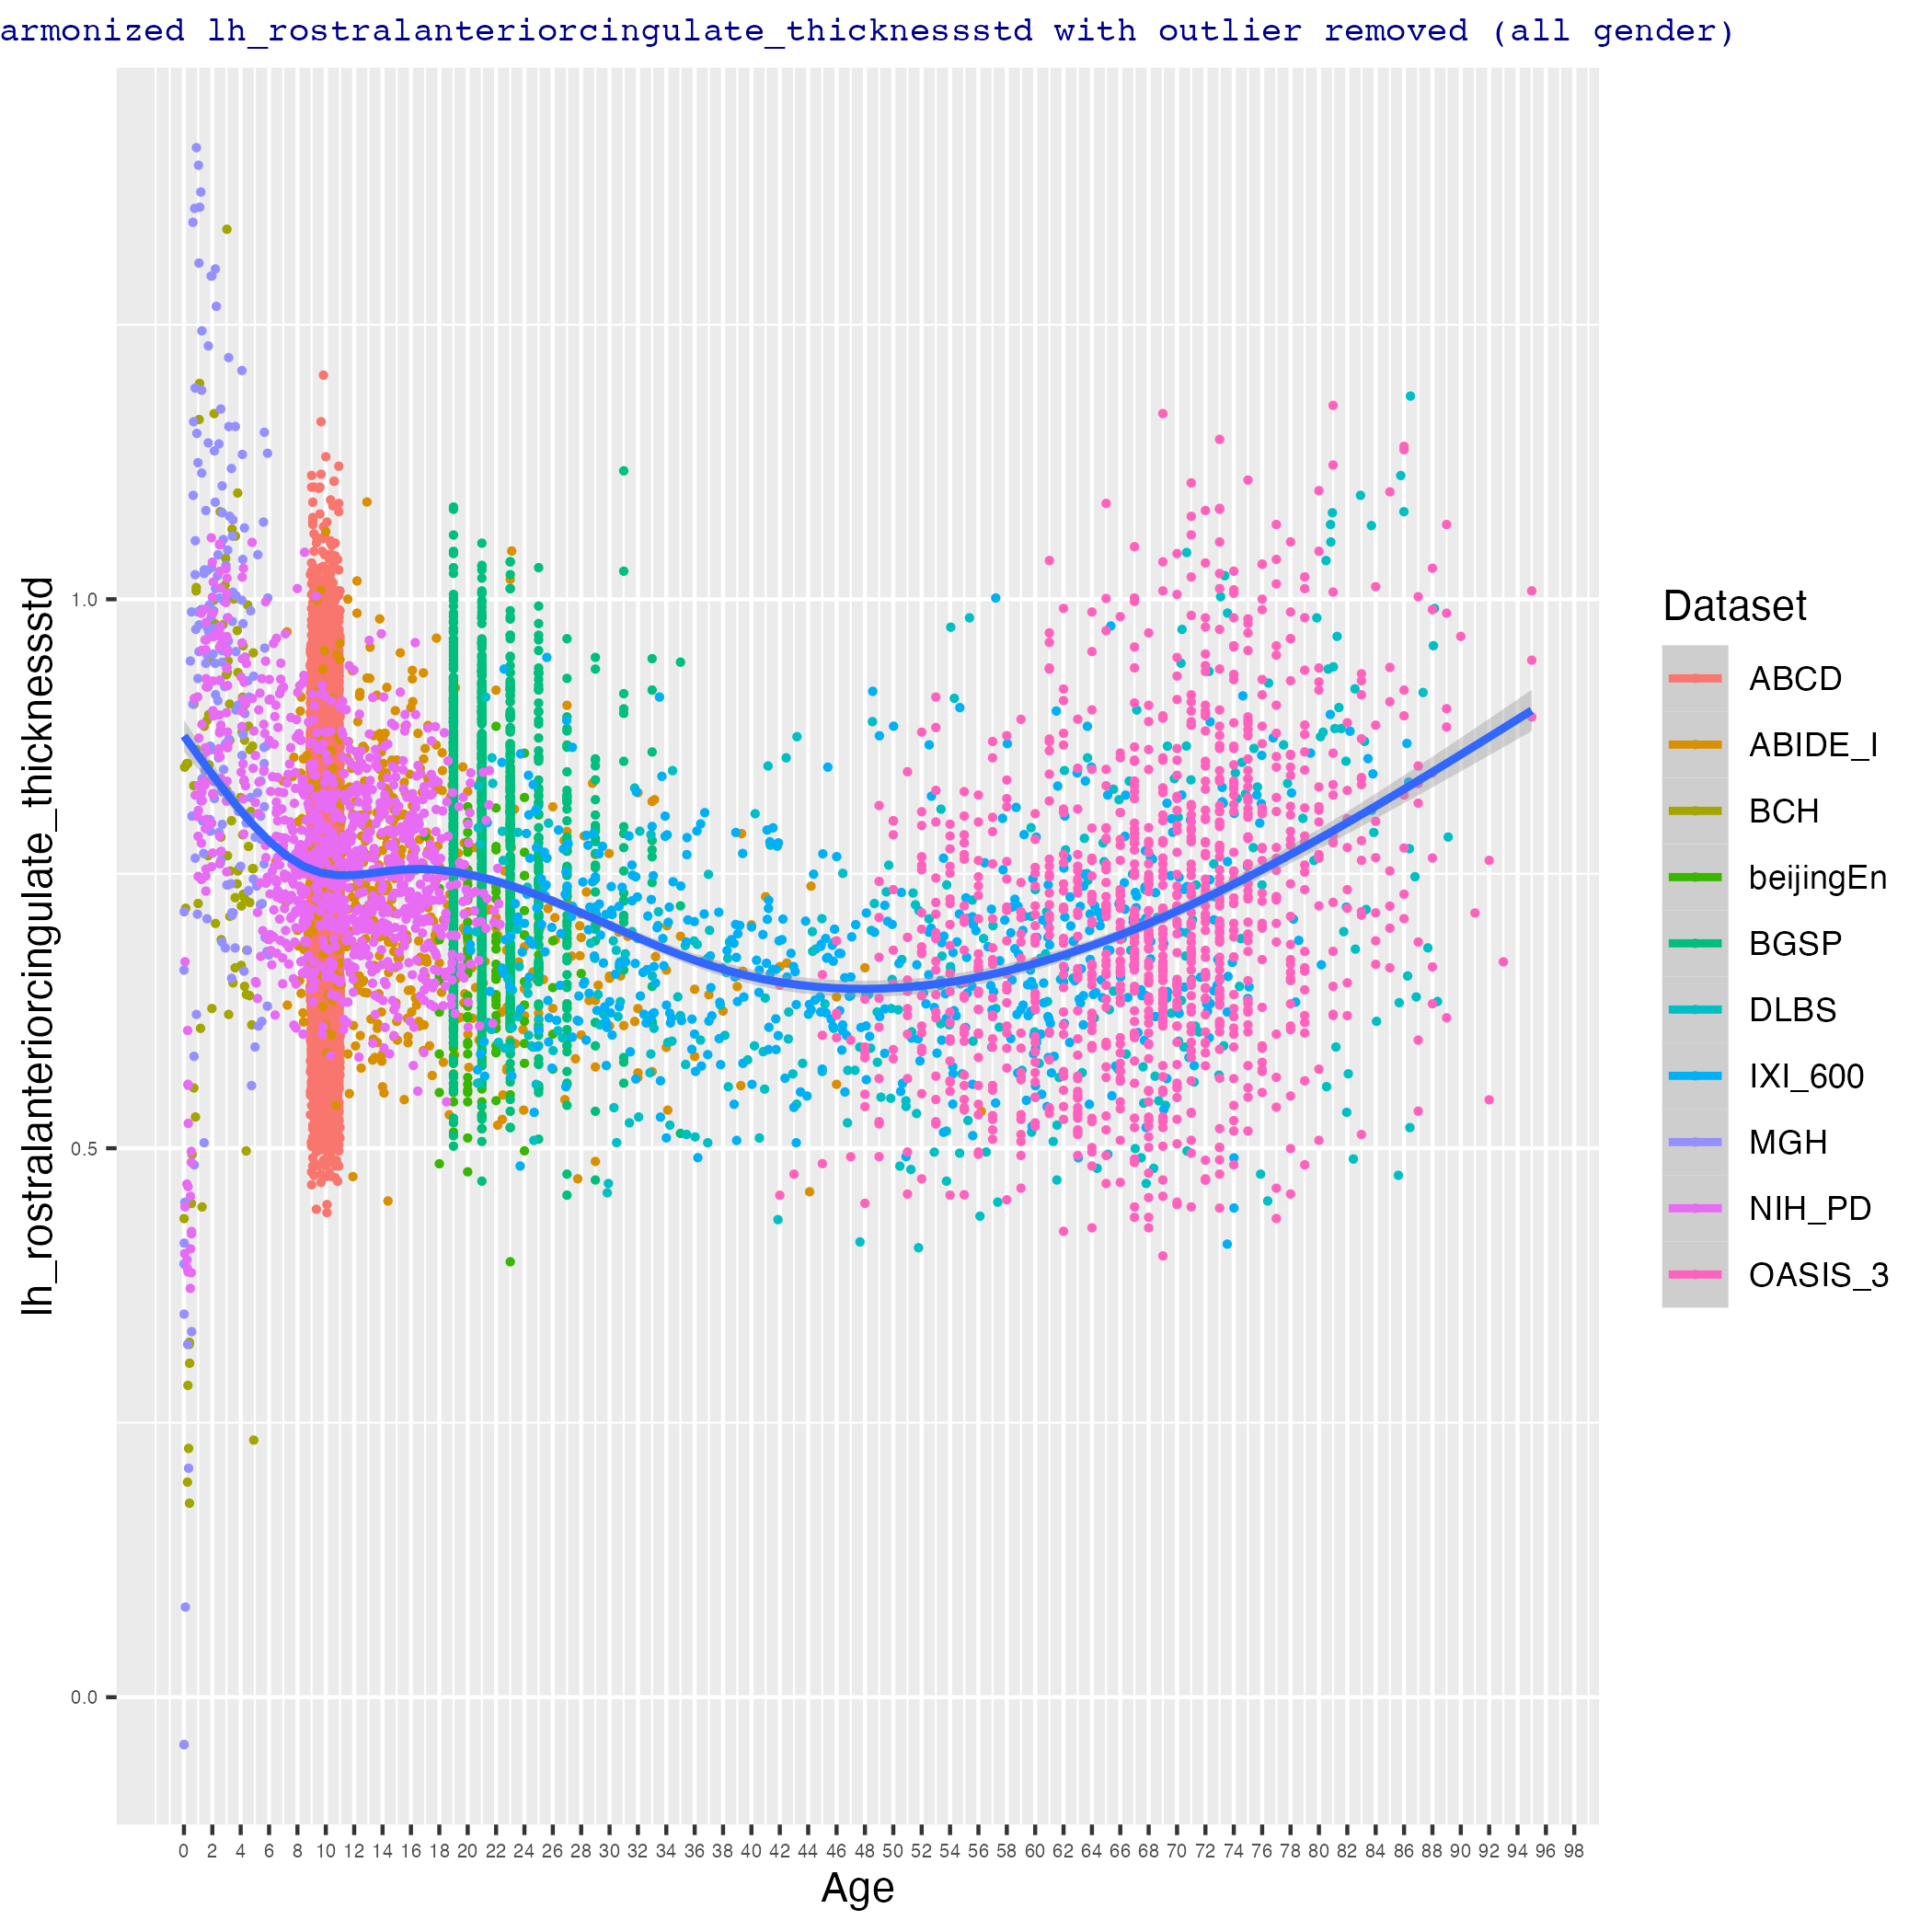 armonized lh_rostralanteriorcingulate_thicknessstd with outlier removed (all gender)
lh_rostralanteriorcingulate_thicknessstd
1.0
0.5
0.0
0 2 4 6 8 10 12 14 16 18 20 22 24 26 28 30 32 34 36 38 40 42 44 46 48 50 52 54 56 58 60 62 64 66 68 70 72 74 76 78 80 82 84 86 88 90 92 94 96 98
Age
Dataset
ABCD
ABIDE_I
BCH
beijingEn
BGSP
DLBS
IXI_600
MGH
NIH_PD
OASIS_3